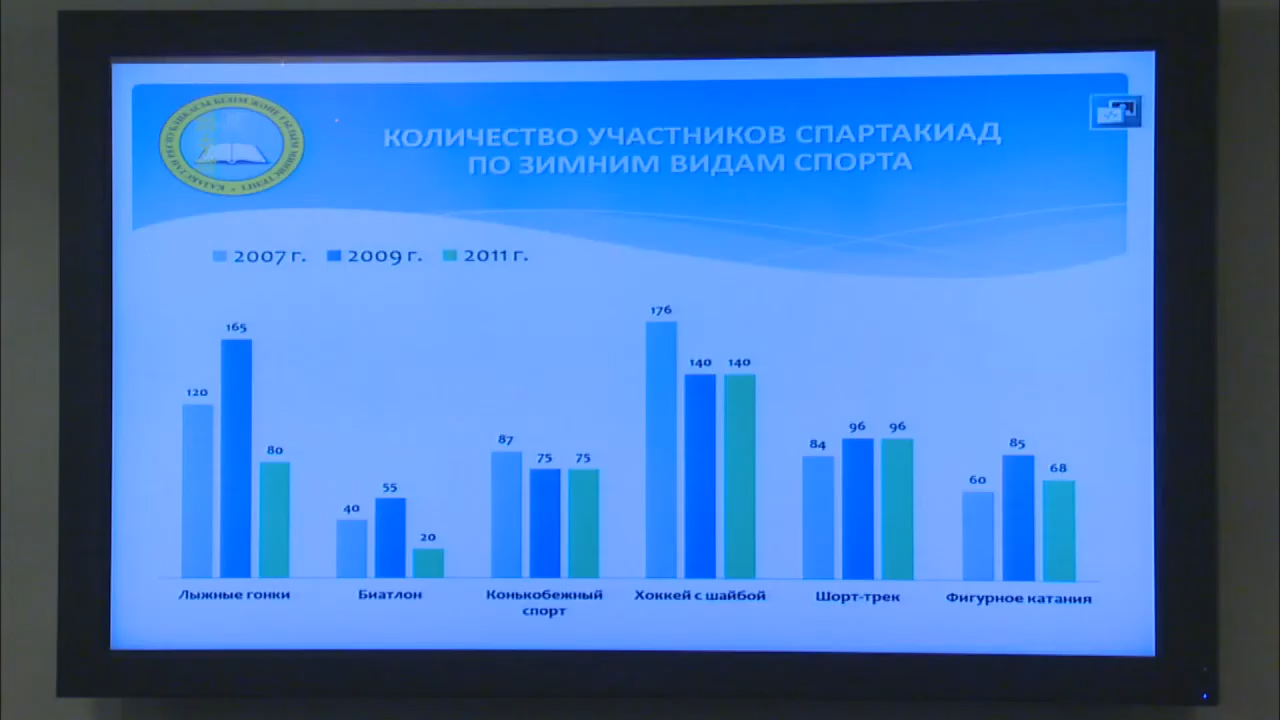 КОЛИЧЕСТВО УЧАСТНИКОВ СПАРТАКИАД
ПО ЗИМНИМ ВИДАМ СПОРТА
2007 г. 2009 г. 2011 г.
120 165 80
40 55 20
87 75 75
176 140 140
84 96 96
60 85 68
Лыжные гонки
Биатлон
Конькобежный
спорт
Хоккей с шайбой
Шорт-трек
Фигурное катания